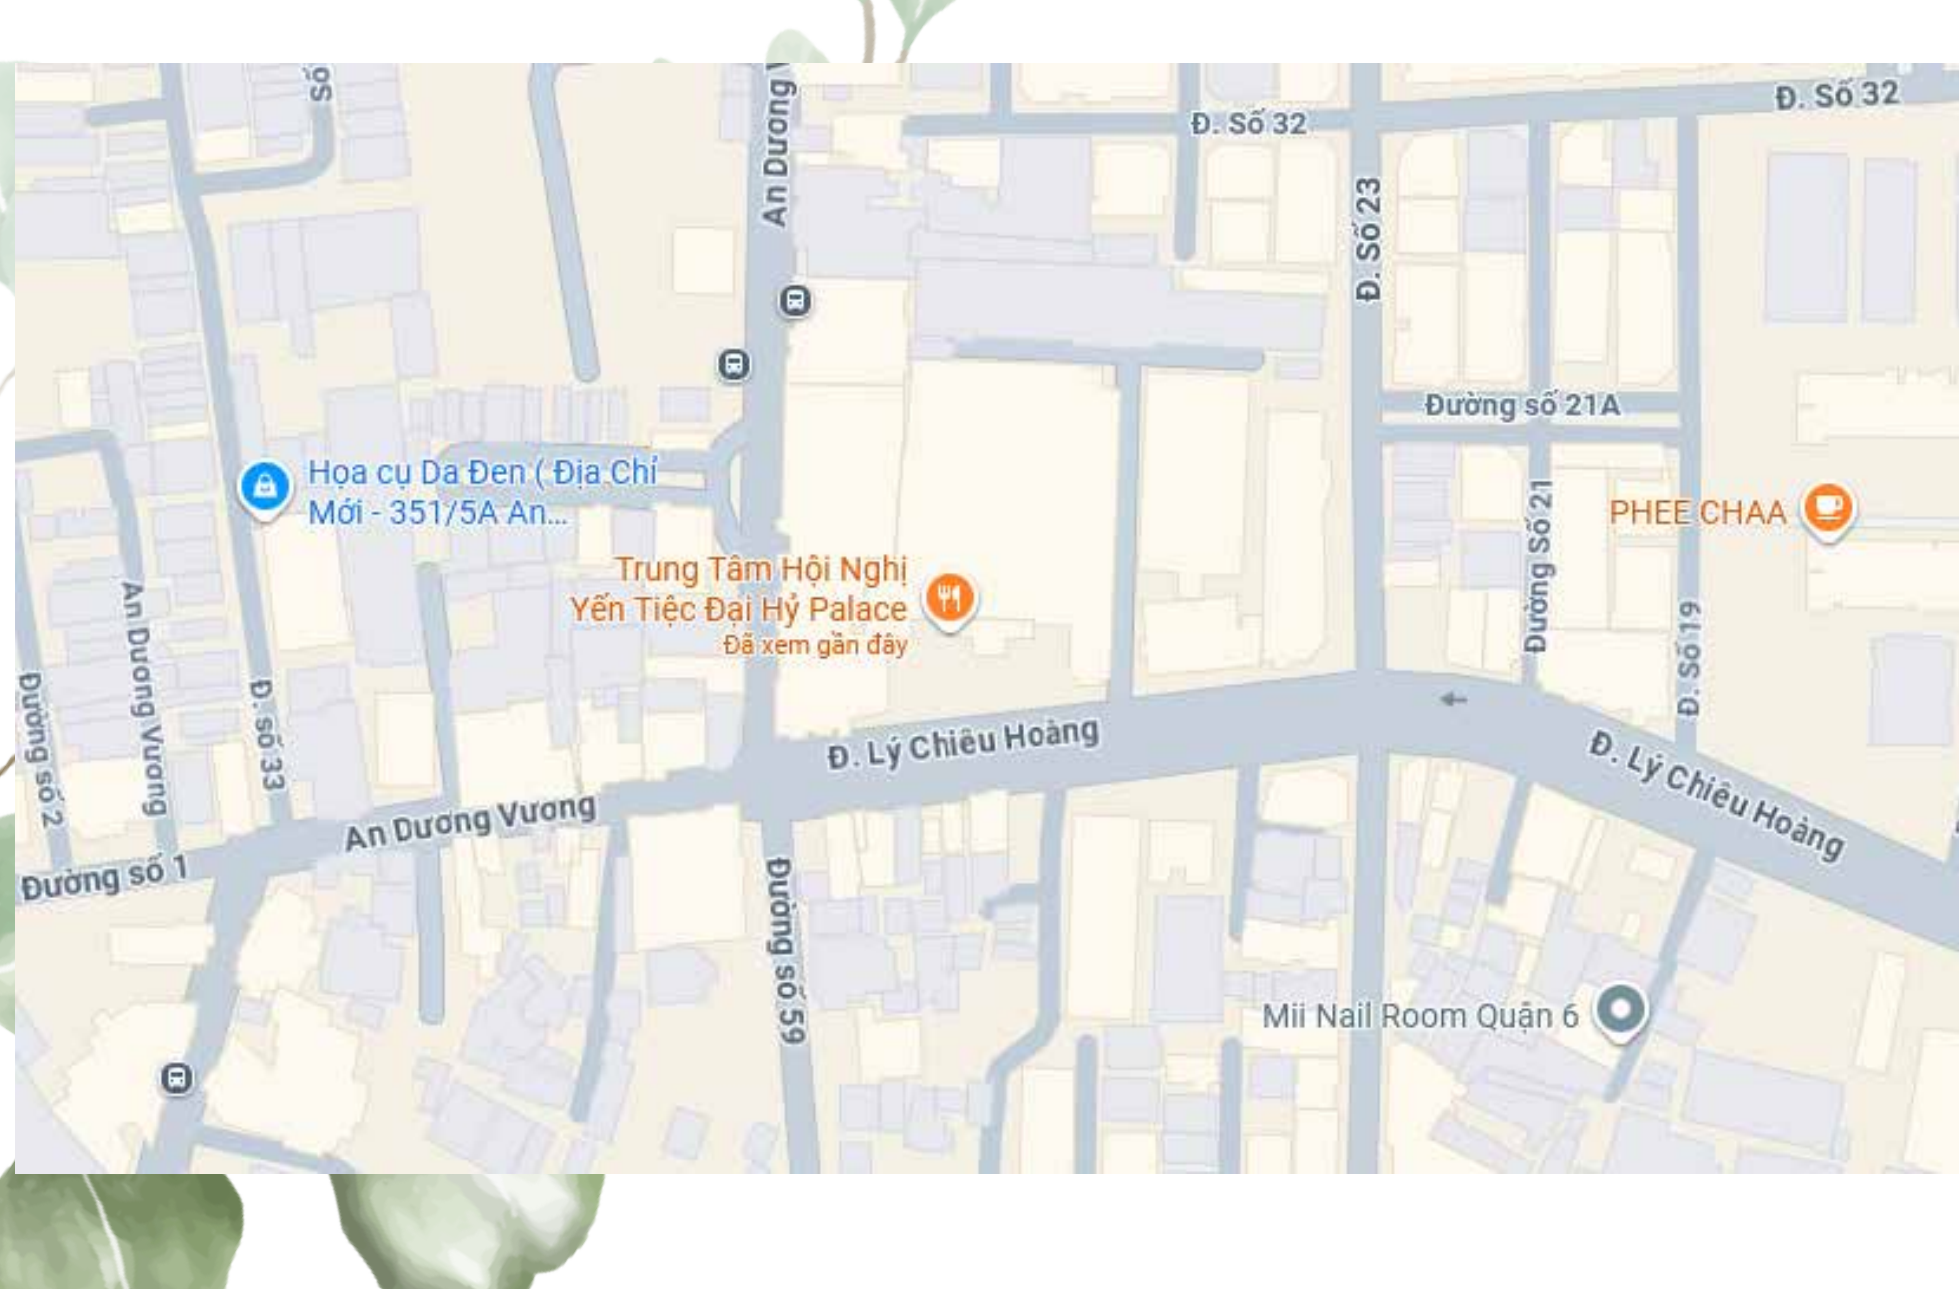 Số
An Dương V
Đ. Số 32
Đ. Số 32
Đ. Số 23
Đường số 21A
Họa cụ Da Đen ( Địa Chỉ
Mới - 351/5A An...
PHEE CHAA
Đường Số 21
Trung Tâm Hội Nghị
Yến Tiệc Đại Hỷ Palace
Đã xem gần đây
An Dương Vương
Đ. Số 19
Đường số 2
Đ. số 33
Đ. Lý Chiêu Hoàng
Đ. Lý Chiêu Hoàng
An Dương Vương
Đường số 1
Đường số 59
Mii Nail Room Quận 6